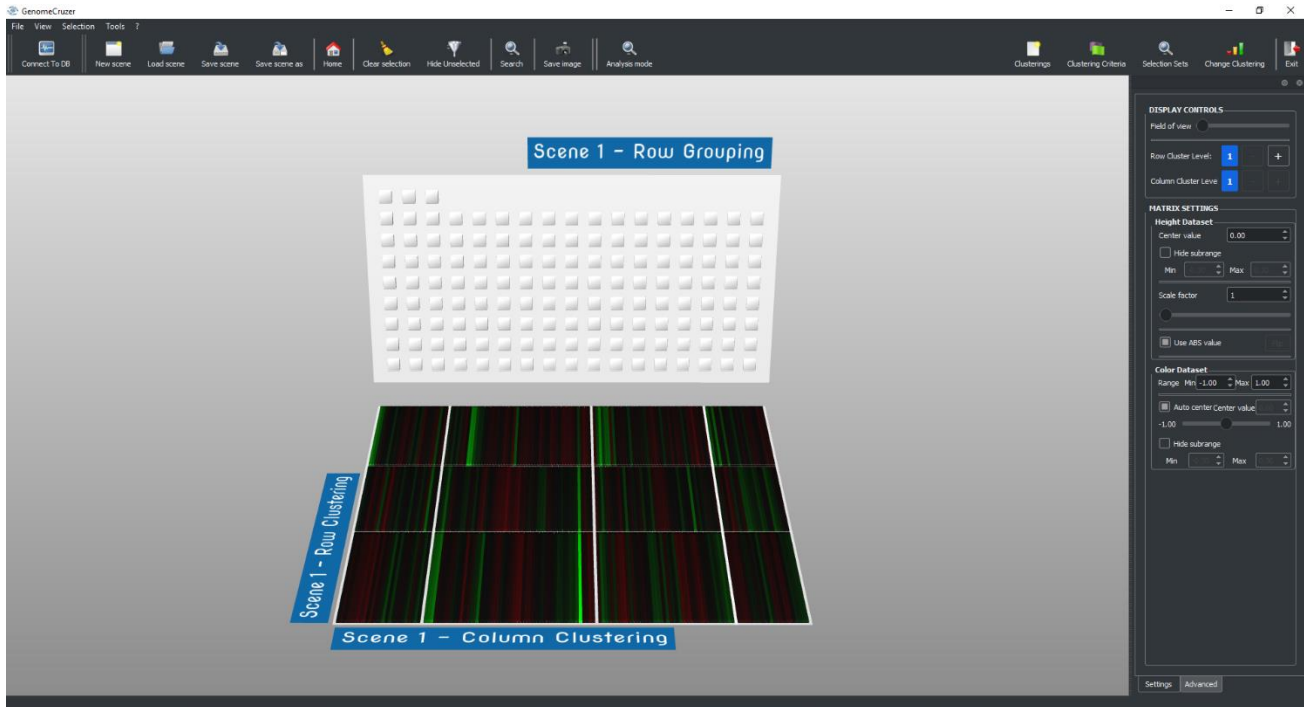 GenomeCruzer
File View Selection Tools ?
Connect To DB New scene Load scene Save scene Save scene as Home Clear selection Hide Unselected Search Save image Analysis mode Clusterings Clustering Criteria Selection Sets Change Clustering Exit
Scene 1 - Row Grouping
Scene 1 - Row Clustering
Scene 1 - Column Clustering
DISPLAY CONTROLS
Field of view
Row Cluster Level: 1 +
Column Cluster Leve 1
MATRIX SETTINGS
Height Dataset
Center value 0.00
Hide subrange
Min Max
Scale factor 1
Use ABS value
Color Dataset
Range Min -1.00 Max 1.00
Auto center Center value
-1.00 1.00
Hide subrange
Min Max
Settings Advanced